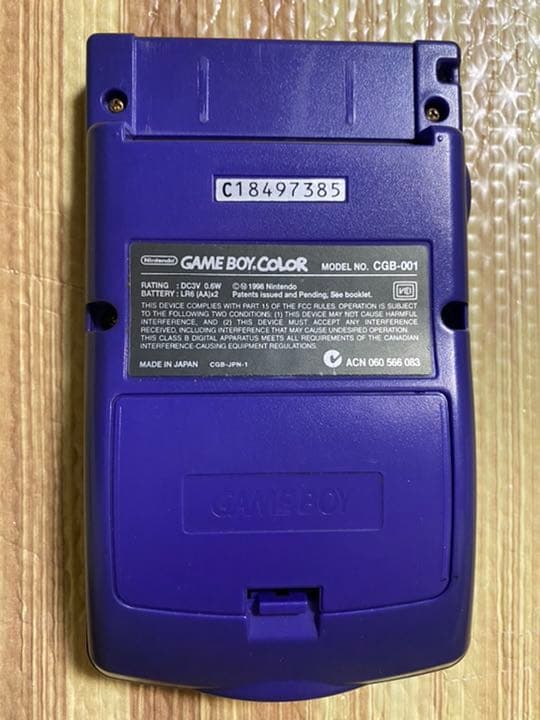 C18497385
Nintendo GAME BOY COLOR MODEL NO. CGB-001
RATING : DC3V 0.6W © 1998 Nintendo
BATTERY : LR6 (AA)x2 Patents issued and Pending, See booklet.
THIS DEVICE COMPLIES WITH PART 15 OF THE FCC RULES. OPERATION IS SUBJECT
TO THE FOLLOWING TWO CONDITIONS: (1) THIS DEVICE MAY NOT CAUSE HARMFUL
INTERFERENCE, AND (2) THIS DEVICE MUST ACCEPT ANY INTERFERENCE
RECEIVED, INCLUDING INTERFERENCE THAT MAY CAUSE UNDESIRED OPERATION.
THIS CLASS B DIGITAL APPARATUS MEETS ALL REQUIREMENTS OF THE CANADIAN
INTERFERENCE-CAUSING EQUIPMENT REGULATIONS.
MADE IN JAPAN CGB-JPN-1 ACN 060 566 083
GAME BOY